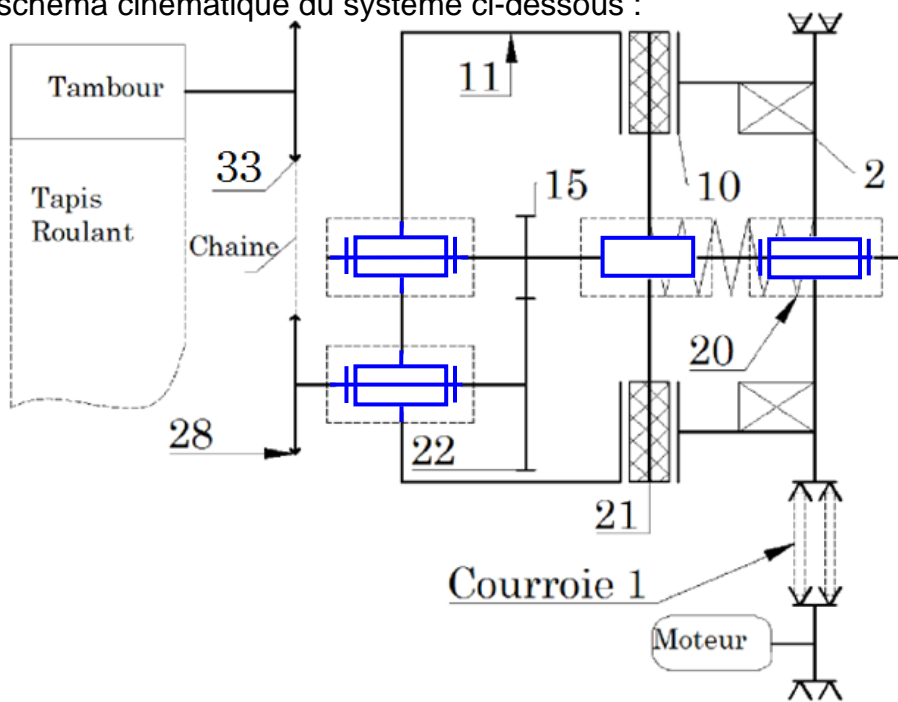 schéma cinématique du système ci-dessous :
Tambour
11
33
15
10
2
Tapis
Roulant
Chaine
20
28
22
21
Courroie 1
Moteur